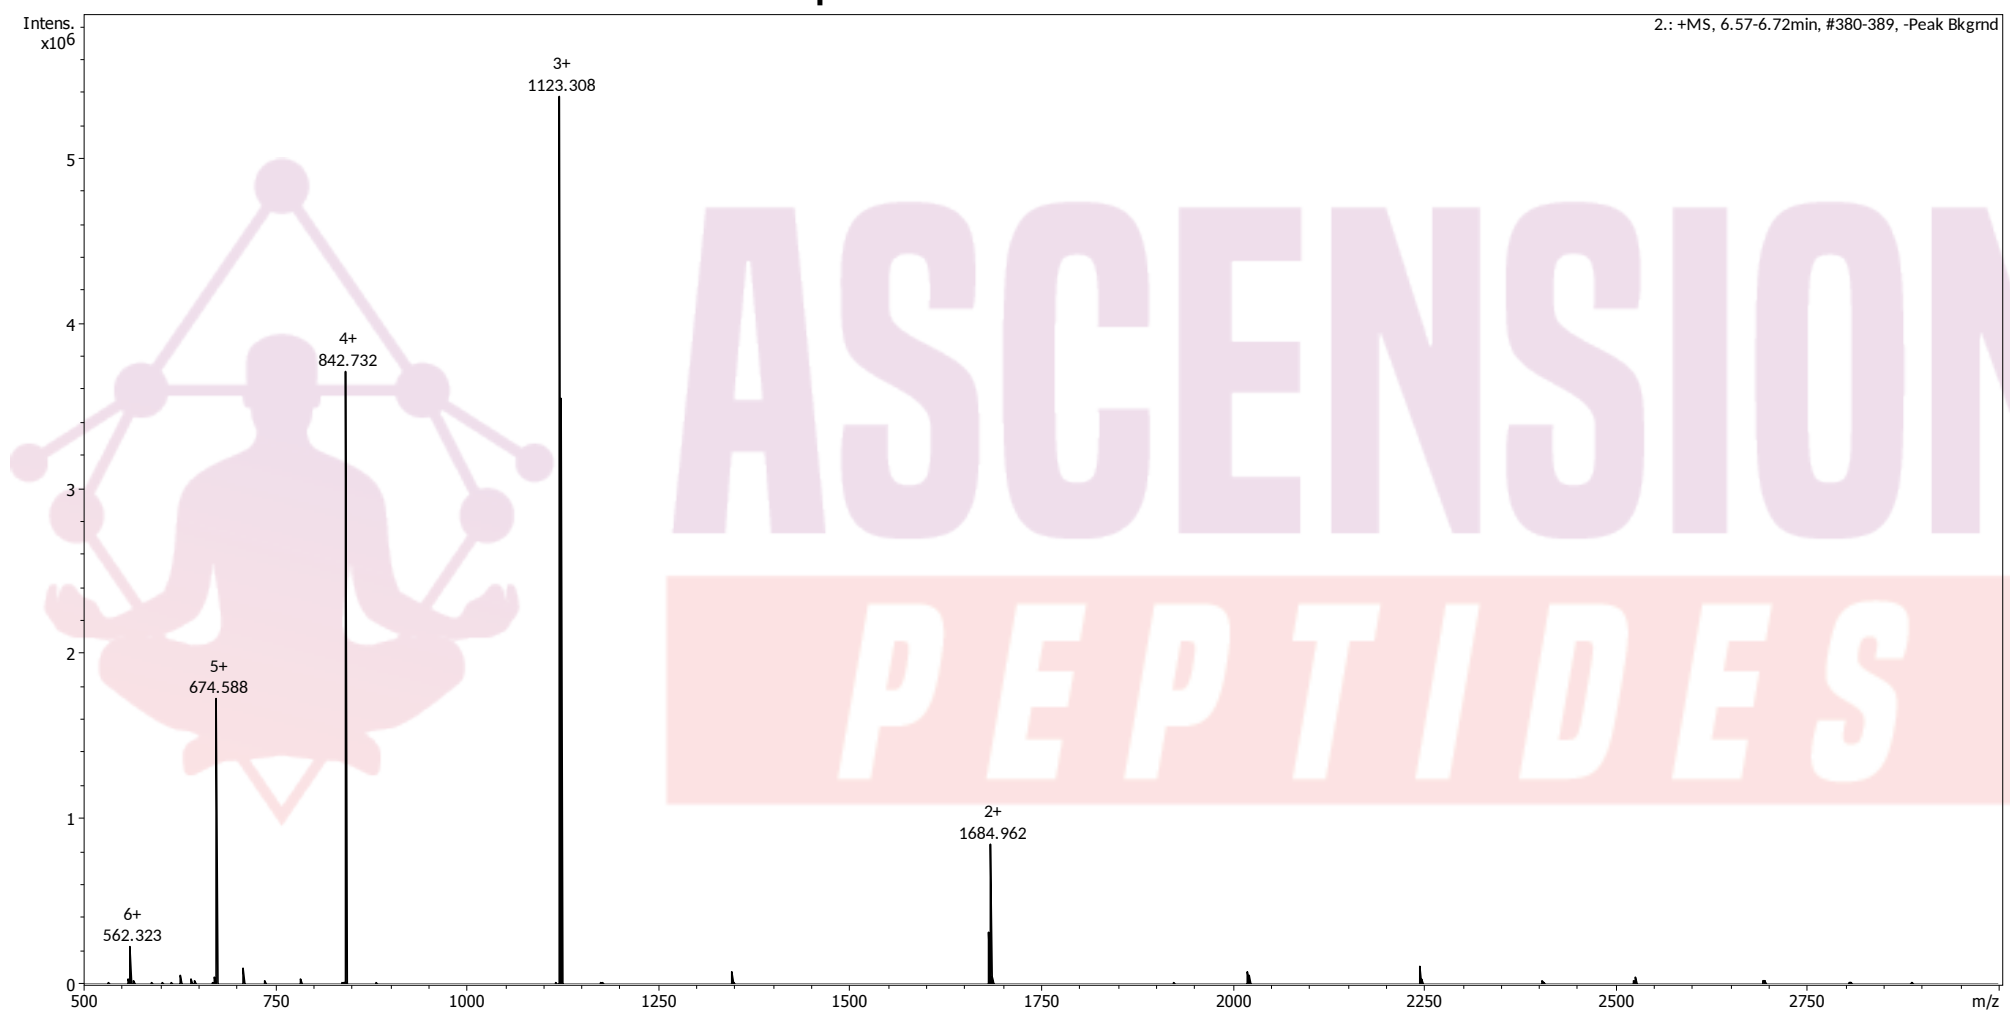 Intens.
x10⁶
2.: +MS, 6.57-6.72min, #380-389, -Peak Bkgrnd
3+
1123.308
5
4+
842.732
4
ASCENSION
3
5+
674.588
2
PEPTIDES
2+
1684.962
1
6+
562.323
0
500 750 1000 1250 1500 1750 2000 2250 2500 2750 m/z